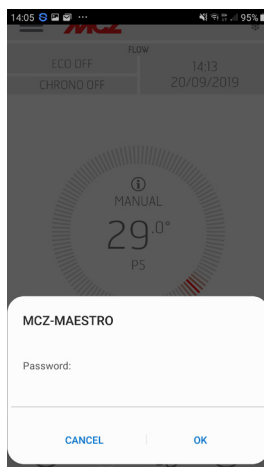 14:05 95%
MCZ
FLOW
ECO OFF
14:13
CHRONO OFF
20/09/2019
MANUAL
29.0°
P5
MCZ-MAESTRO
Password:
CANCEL OK